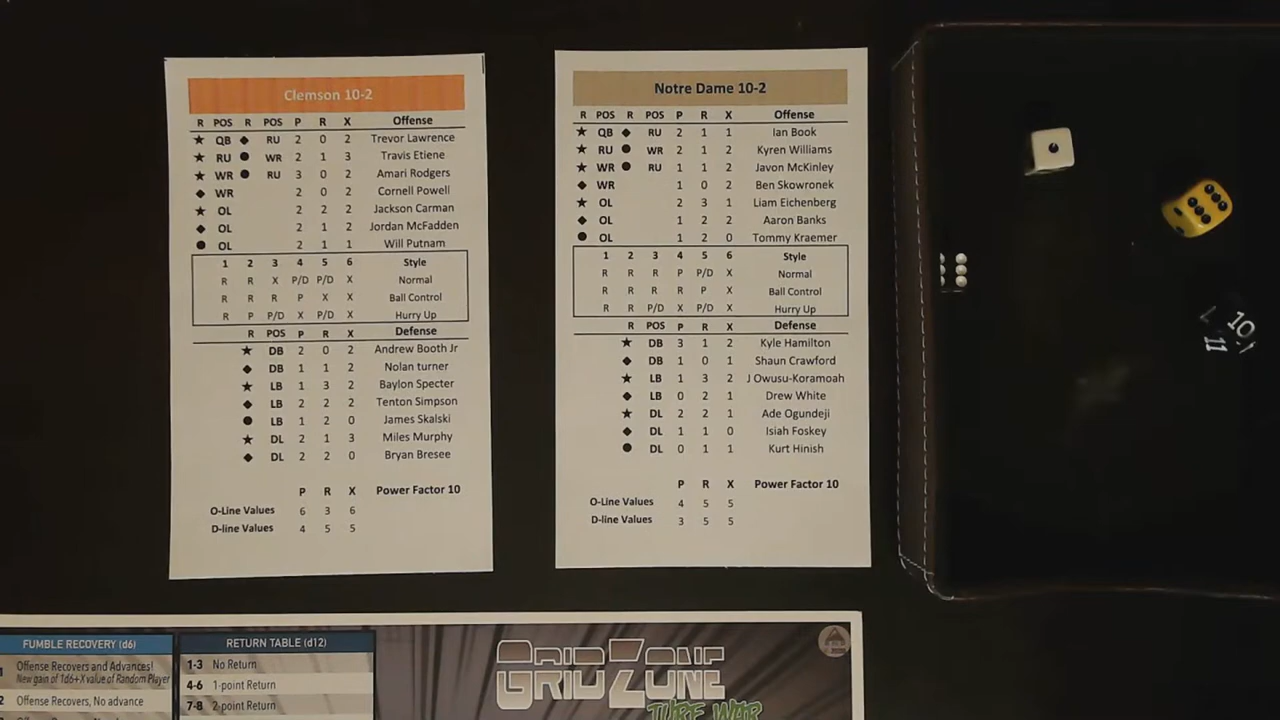 Clemson 10-2
R POS R POS P R X Offense
★ QB ◆ RU 2 0 2 Trevor Lawrence
★ RU ● WR 2 1 3 Travis Etiene
★ WR ● RU 3 0 2 Amari Rodgers
◆ WR 2 0 2 Cornell Powell
★ OL 2 2 2 Jackson Carman
◆ OL 2 1 2 Jordan McFadden
● OL 2 1 1 Will Putnam
1 2 3 4 5 6 Style
R R X P/D P/D X Normal
R R R P X X Ball Control
R P P/D X P/D X Hurry Up
R POS P R X Defense
★ DB 2 0 2 Andrew Booth Jr
◆ DB 1 1 2 Nolan turner
★ LB 1 3 2 Baylon Specter
◆ LB 2 2 2 Tenton Simpson
● LB 1 2 0 James Skalski
★ DL 2 1 3 Miles Murphy
◆ DL 2 2 0 Bryan Bresee
P R X Power Factor 10
O-Line Values 6 3 6
D-line Values 4 5 5
Notre Dame 10-2
R POS R POS P R X Offense
★ QB ◆ RU 2 1 1 Ian Book
★ RU ● WR 2 1 2 Kyren Williams
★ WR ● RU 1 1 2 Javon McKinley
◆ WR 1 0 2 Ben Skowronek
★ OL 2 3 1 Liam Eichenberg
◆ OL 1 2 2 Aaron Banks
● OL 1 2 0 Tommy Kraemer
1 2 3 4 5 6 Style
R R R P P/D X Normal
R R R R P X Ball Control
R R P/D X P/D X Hurry Up
R POS P R X Defense
★ DB 3 1 2 Kyle Hamilton
◆ DB 1 0 1 Shaun Crawford
★ LB 1 3 2 J Owusu-Koramoah
◆ LB 0 2 1 Drew White
★ DL 2 2 1 Ade Ogundeji
◆ DL 1 1 0 Isiah Foskey
● DL 0 1 1 Kurt Hinish
P R X Power Factor 10
O-Line Values 4 5 5
D-line Values 3 5 5
10
11
FUMBLE RECOVERY (d6)
1 Offense Recovers and Advances!
New gain of 1d6+X value of Random Player
2 Offense Recovers, No advance
RETURN TABLE (d12)
1-3 No Return
4-6 1-point Return
7-8 2-point Return
GRIDZONE
TURF WAR